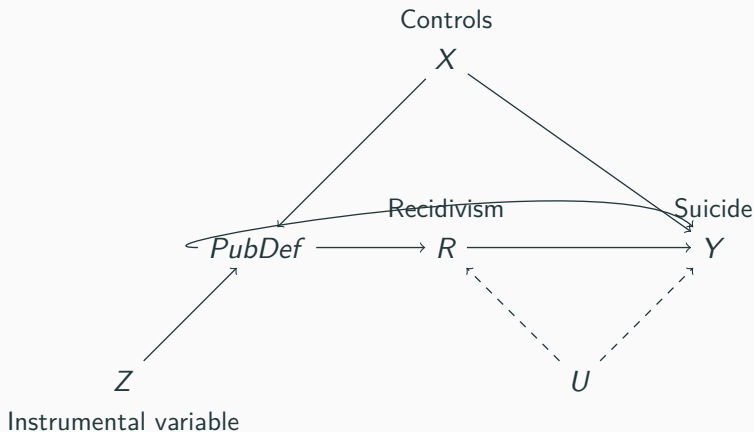 Controls
X
Recidivism
Suicide
PubDef
R
Y
Z
U
Instrumental variable